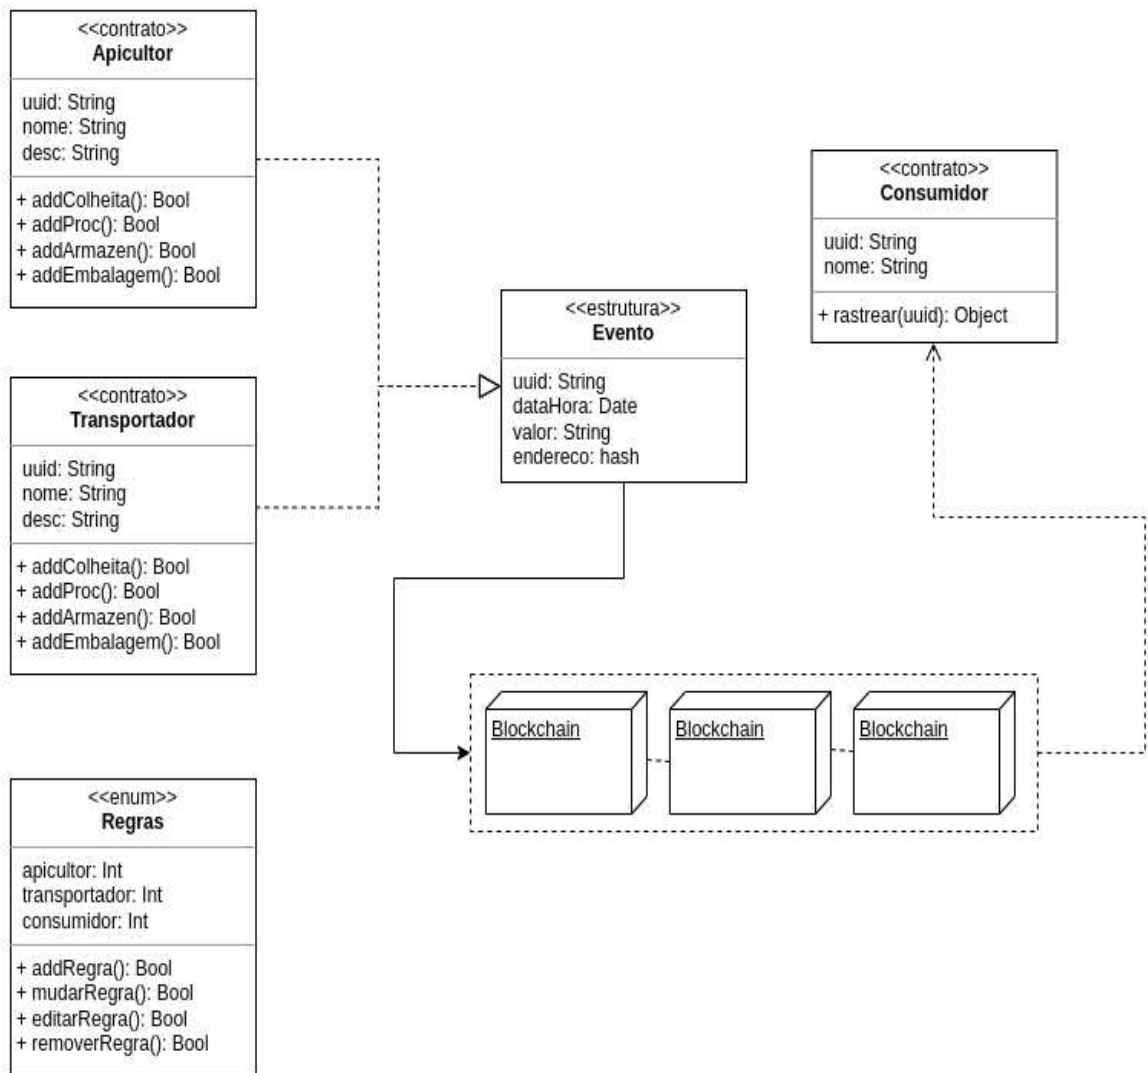 <<contrato>>
Apicultor
uuid: String
nome: String
desc: String
+ addColheita(): Bool
+ addProc(): Bool
+ addArmazen(): Bool
+ addEmbalagem(): Bool
<<contrato>>
Transportador
uuid: String
nome: String
desc: String
+ addColheita(): Bool
+ addProc(): Bool
+ addArmazen(): Bool
+ addEmbalagem(): Bool
<<enum>>
Regras
apicultor: Int
transportador: Int
consumidor: Int
+ addRegra(): Bool
+ mudarRegra(): Bool
+ editarRegra(): Bool
+ removerRegra(): Bool
<<estrutura>>
Evento
uuid: String
dataHora: Date
valor: String
endereco: hash
<<contrato>>
Consumidor
uuid: String
nome: String
+ rastrear(uuid): Object
Blockchain
Blockchain
Blockchain